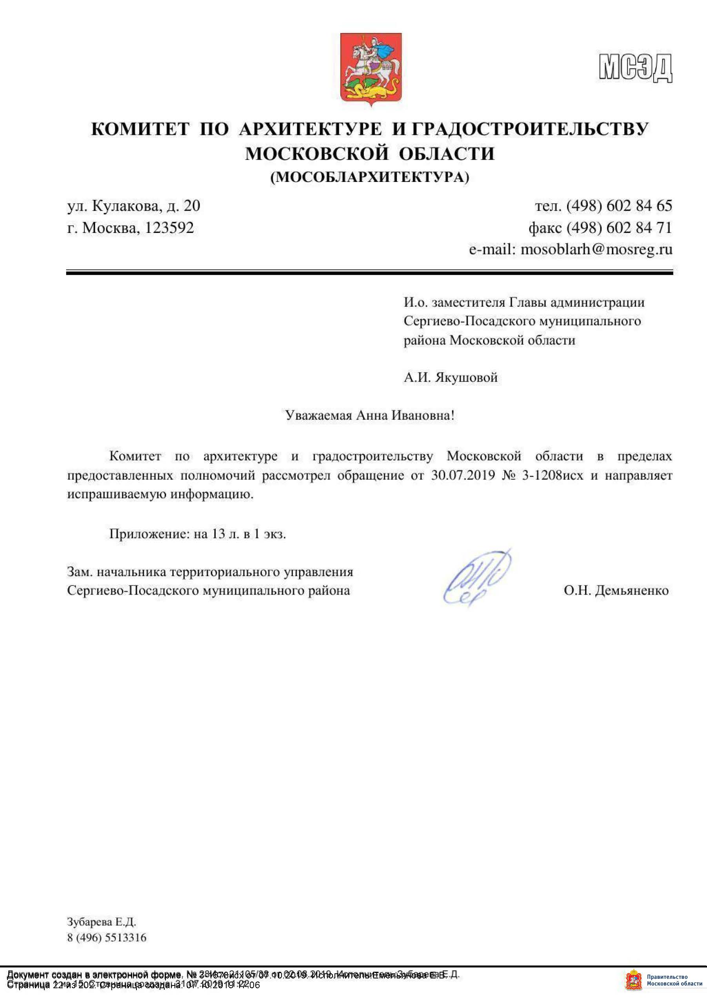 МСЭД
КОМИТЕТ ПО АРХИТЕКТУРЕ И ГРАДОСТРОИТЕЛЬСТВУ
МОСКОВСКОЙ ОБЛАСТИ
(МОСОБЛАРХИТЕКТУРА)
ул. Кулакова, д. 20
тел. (498) 602 84 65
г. Москва, 123592
факс (498) 602 84 71
e-mail: mosoblarh@mosreg.ru
И.о. заместителя Главы администрации
Сергиево-Посадского муниципального
района Московской области
А.И. Якушовой
Уважаемая Анна Ивановна!
Комитет по архитектуре и градостроительству Московской области в пределах
предоставленных полномочий рассмотрел обращение от 30.07.2019 № 3-1208исх и направляет
испрашиваемую информацию.
Приложение: на 13 л. в 1 экз.
Зам. начальника территориального управления
Сергиево-Посадского муниципального района
О.Н. Демьяненко
Зубарева Е.Д.
8 (496) 5513316
Документ создан в электронной форме. № 3-1678исх от 07.10.2019. Исполнитель:Емельянова Е.В.
Страница 22 из 202. Страница создана: 07.10.2019 17:06
Правительство
Московской области